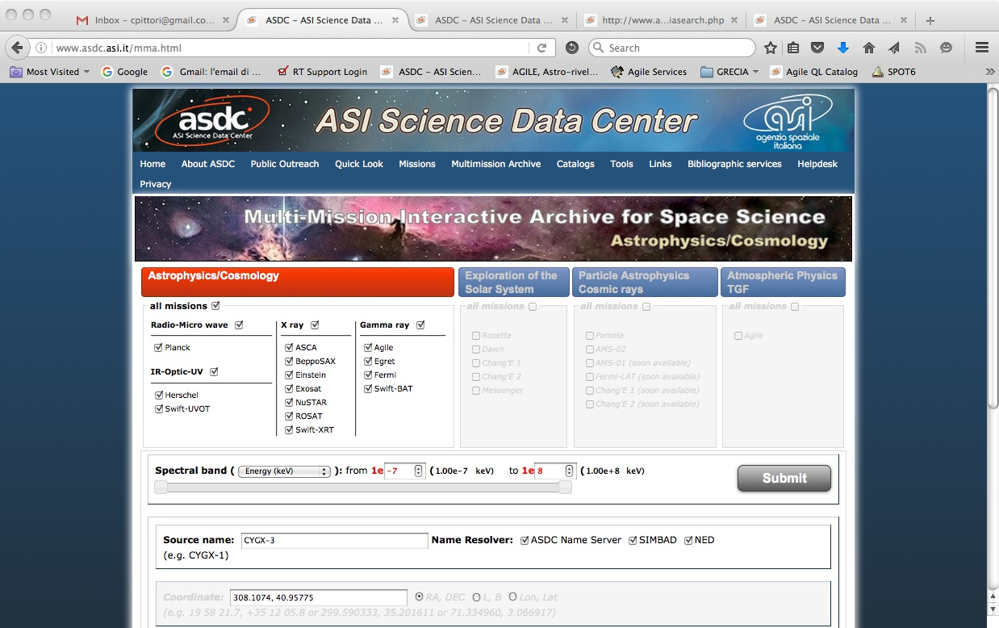 Inbox - cpittori@gmail.co...
ASDC - ASI Science Data ...
ASDC - ASI Science Data ...
http://www.a...iasearch.php
ASDC - ASI Science Data ...
www.asdc.asi.it/mma.html
Search
Most Visited
Google
Gmail: l'email di ...
RT Support Login
ASDC - ASI Scien...
AGILE, Astro-rivel...
Agile Services
GRECIA
Agile QL Catalog
SPOT6
asdc
ASI Science Data Center
ASI Science Data Center
asi
agenzia spaziale
italiana
Home
About ASDC
Public Outreach
Quick Look
Missions
Multimission Archive
Catalogs
Tools
Links
Bibliographic services
Helpdesk
Privacy
Multi-Mission Interactive Archive for Space Science
Astrophysics/Cosmology
Astrophysics/Cosmology
all missions
Radio-Micro wave
Planck
IR-Optic-UV
Herschel
Swift-UVOT
X ray
ASCA
BeppoSAX
Einstein
Exosat
NuSTAR
ROSAT
Swift-XRT
Gamma ray
Agile
Egret
Fermi
Swift-BAT
Exploration of the
Solar System
all missions
Rosetta
Dawn
Chang'E 1
Chang'E 2
Messenger
Particle Astrophysics
Cosmic rays
all missions
Pamela
AMS-02
AMS-01 (soon available)
Fermi-LAT (soon available)
Chang'E 1 (soon available)
Chang'E 2 (soon available)
Atmospheric Physics
TGF
all missions
Agile
Spectral band ( Energy (keV) ): from 1e -7 (1.00e-7 keV) to 1e 8 (1.00e+8 keV)
Submit
Source name: CYGX-3 Name Resolver: ASDC Name Server SIMBAD NED
(e.g. CYGX-1)
Coordinate: 308.1074, 40.95775 RA, DEC L, B Lon, Lat
(e.g. 19 58 21.7, +35 12 05.8 or 299.590333, 35.201611 or 71.334960, 3.066917)